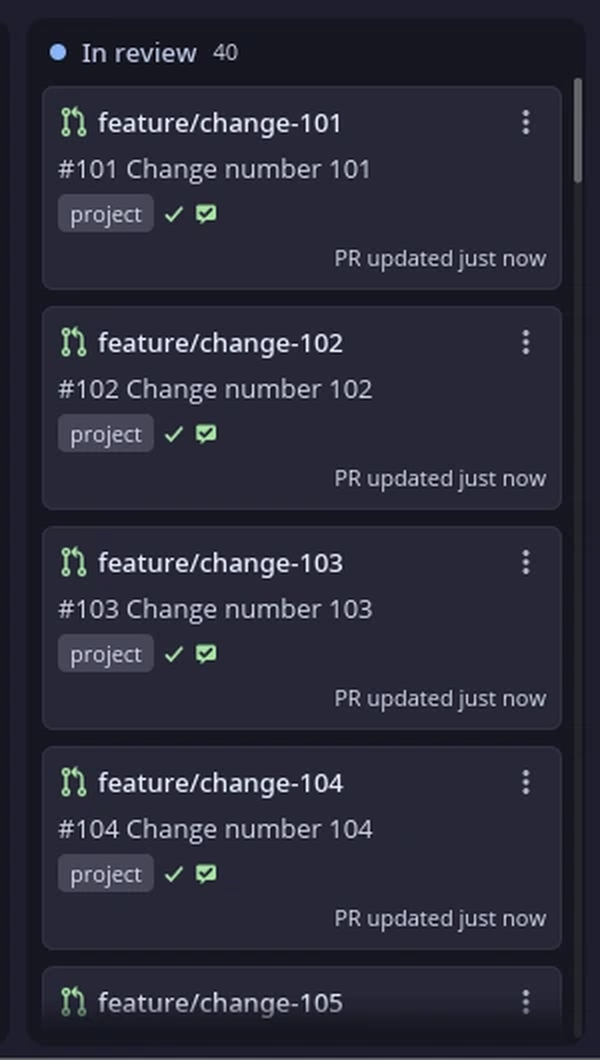 In review 40
feature/change-101
#101 Change number 101
project
PR updated just now
feature/change-102
#102 Change number 102
project
PR updated just now
feature/change-103
#103 Change number 103
project
PR updated just now
feature/change-104
#104 Change number 104
project
PR updated just now
feature/change-105